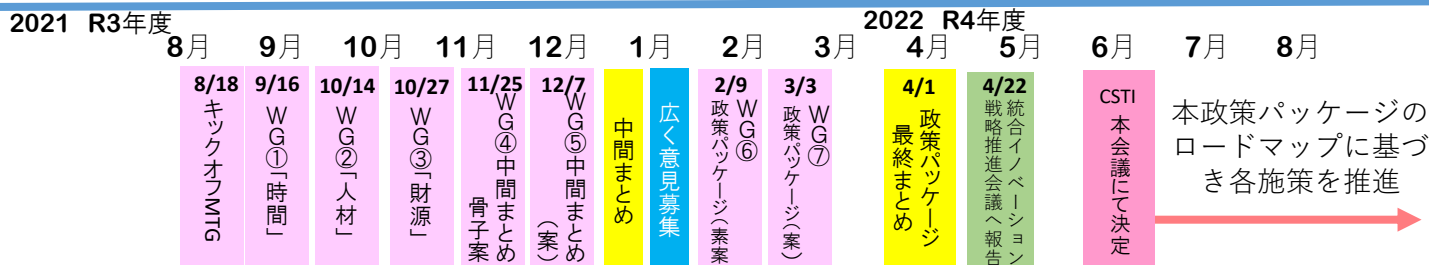 2021 R3年度
2022 R4年度
8月
9月
10月
11月
12月
1月
2月
3月
4月
5月
6月
7月
8月
8/18
キックオフMTG
9/16
WG①「時間」
10/14
WG②「人材」
10/27
WG③「財源」
11/25
WG④中間まとめ
骨子案
12/7
WG⑤中間まとめ
(案)
中間まとめ
広く意見募集
2/9
WG⑥
政策パッケージ(素案
3/3
WG⑦
政策パッケージ(案)
4/1
政策パッケージ
最終まとめ
4/22
統合イノベーション
戦略推進会議へ報告
CSTI
本会議にて決定
本政策パッケージの
ロードマップに基づ
き各施策を推進